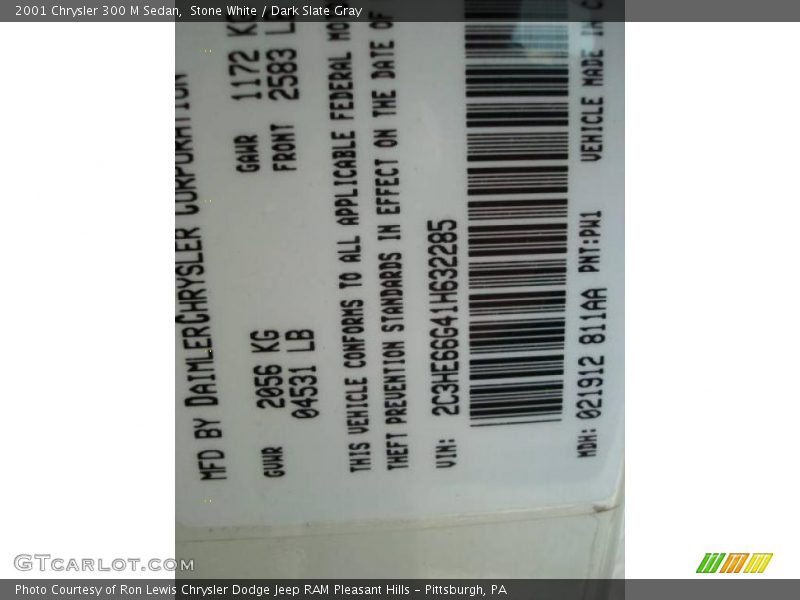 2001 Chrysler 300 M Sedan, Stone White / Dark Slate Gray
MFD BY DAIMLERCHRYSLER CORPORATION
GVWR 2056 KG GAWR 1172 KG
04531 LB FRONT 2583 LB
THIS VEHICLE CONFORMS TO ALL APPLICABLE FEDERAL
THEFT PREVENTION STANDARDS IN EFFECT ON THE DATE OF
VIN: 2C3HE66G41H632285
MDH: 021912 811AA PNT:PW1 VEHICLE MADE IN
GTCARLOT.COM
Photo Courtesy of Ron Lewis Chrysler Dodge Jeep RAM Pleasant Hills - Pittsburgh, PA